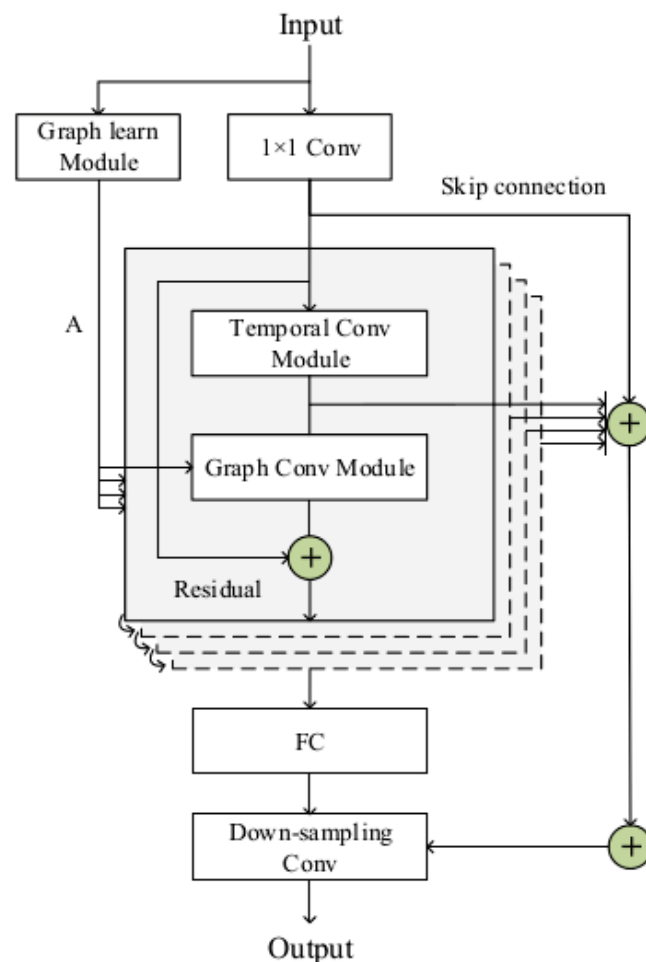 Input
Graph learn
Module
1×1 Conv
Skip connection
A
Temporal Conv
Module
+
Graph Conv Module
+
Residual
FC
Down-sampling
Conv
+
Output